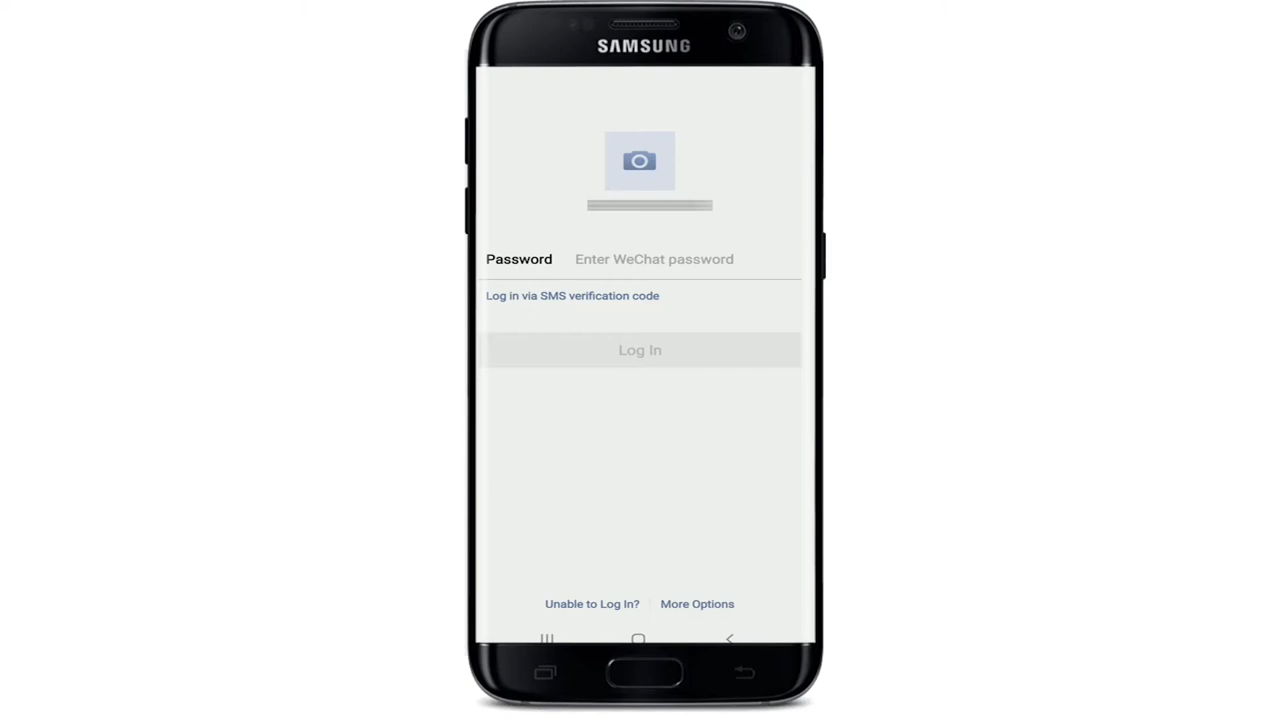 SAMSUNG
Password Enter WeChat password
Log in via SMS verification code
Log In
Unable to Log In? More Options